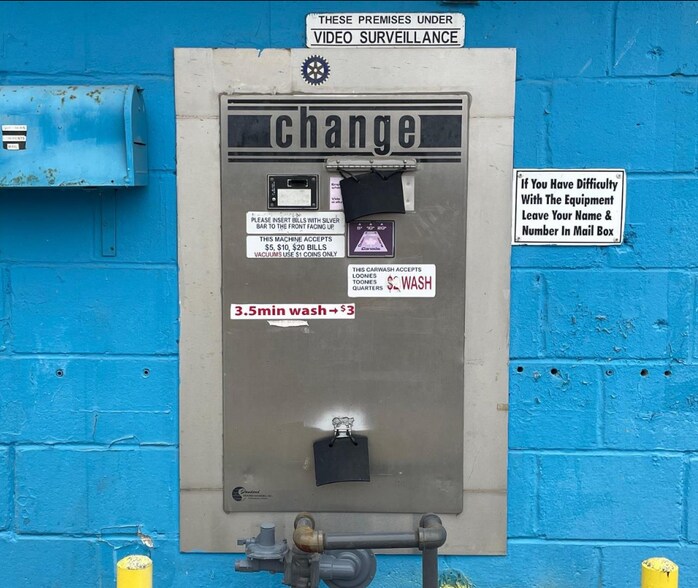 THESE PREMISES UNDER
VIDEO SURVEILLANCE
change
PLEASE INSERT BILLS WITH SILVER
BAR TO THE FRONT FACING UP
THIS MACHINE ACCEPTS
$5, $10, $20 BILLS
VACUUMS USE $1 COINS ONLY
THIS CARWASH ACCEPTS
LOONIES
TOONIES
QUARTERS
$2 WASH
3.5min wash→$3
If You Have Difficulty
With The Equipment
Leave Your Name &
Number In Mail Box